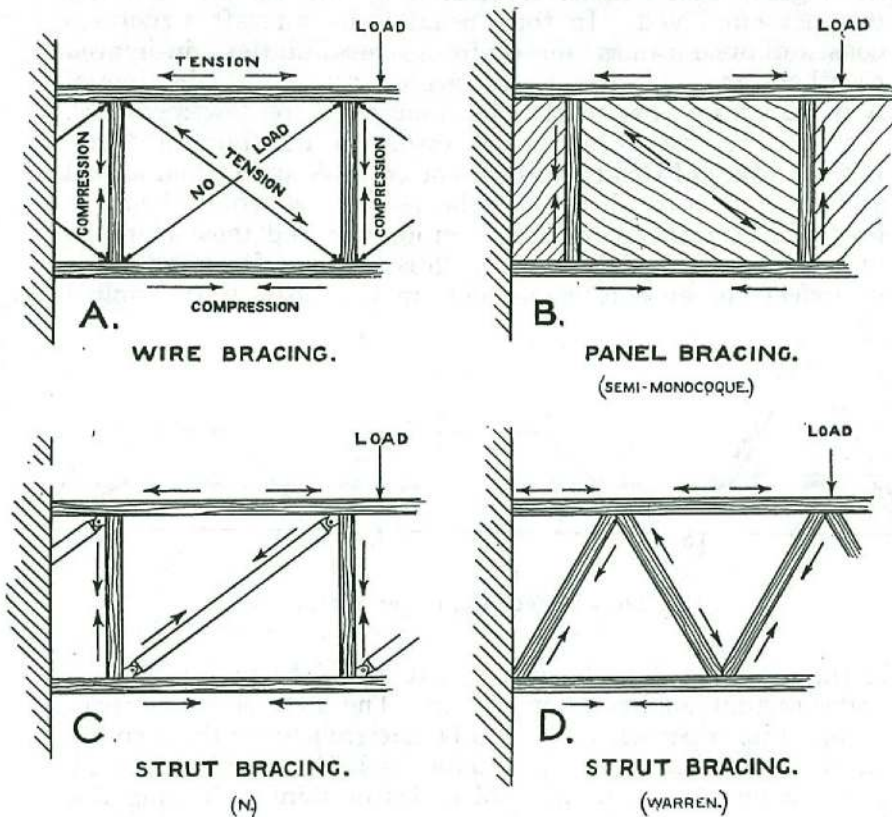 LOAD
TENSION
COMPRESSION
NO LOAD
TENSION
COMPRESSION
COMPRESSION
A.
WIRE BRACING.
LOAD
B.
PANEL BRACING.
(SEMI-MONOCOQUE.)
LOAD
C.
STRUT BRACING.
(N.)
LOAD
D.
STRUT BRACING.
(WARREN.)